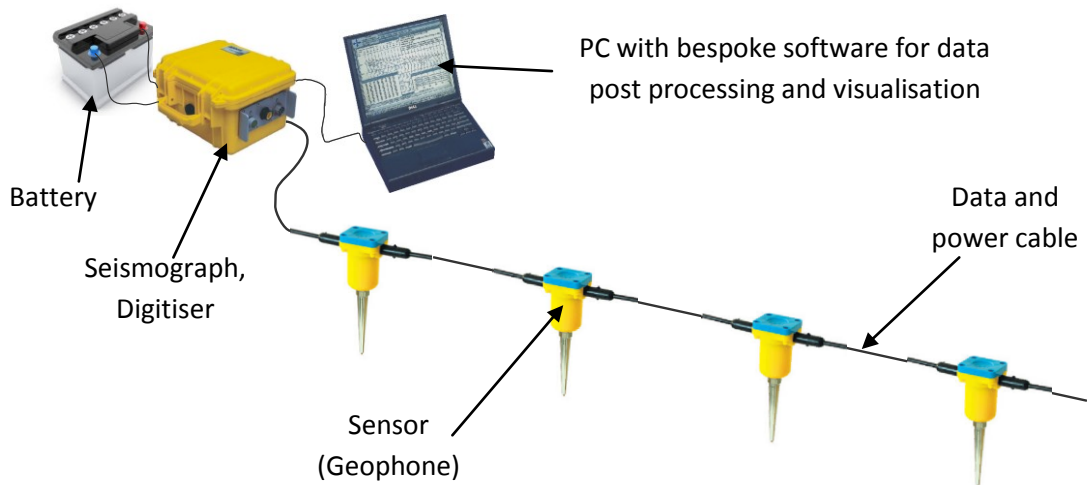 PC with bespoke software for data
post processing and visualisation
Battery
Data and
power cable
Seismograph,
Digitiser
Sensor
(Geophone)